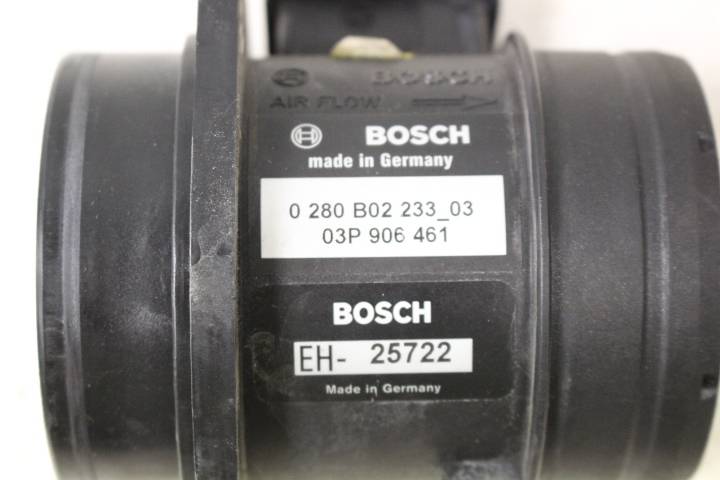 BOSCH
AIR FLOW
BOSCH
made in Germany
0 280 B02 233_03
03P 906 461
BOSCH
EH- 25722
Made in Germany